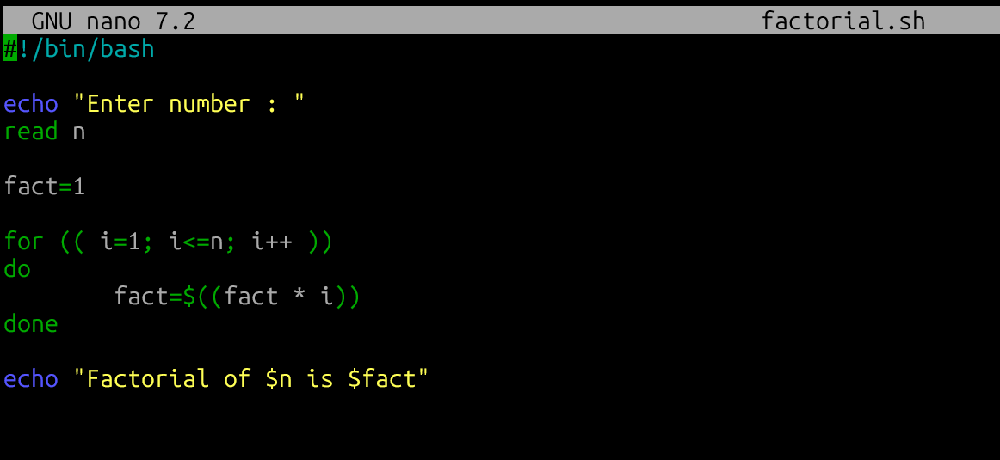 GNU nano 7.2 factorial.sh
#!/bin/bash
echo "Enter number : "
read n
fact=1
for (( i=1; i<=n; i++ ))
do
        fact=$((fact * i))
done
echo "Factorial of $n is $fact"